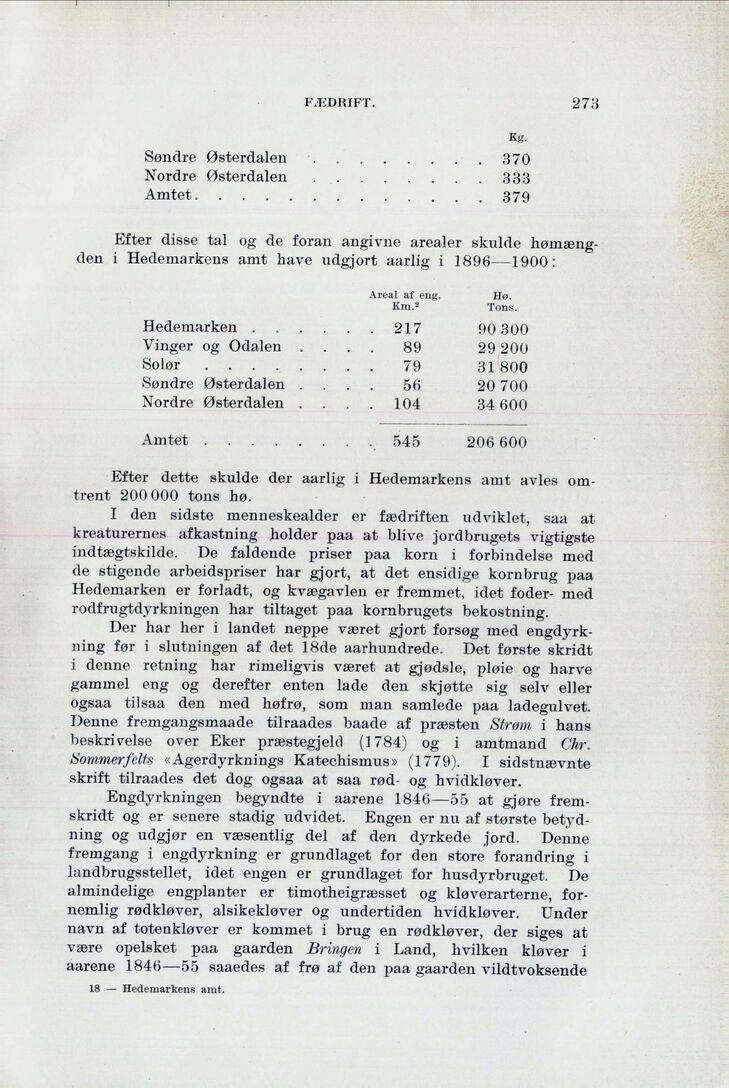 FÆDRIFT. 273
Kg.
Søndre Østerdalen . . . . . . . . 370
Nordre Østerdalen . . . . . . . . 333
Amtet . . . . . . . . . . . . . 379
Efter disse tal og de foran angivne arealer skulde hømæng-
den i Hedemarkens amt have udgjort aarlig i 1896—1900:
Areal af eng. Hø.
Km.² Tons.
Hedemarken . . . . . . 217 90 300
Vinger og Odalen . . . . 89 29 200
Solør . . . . . . . . 79 31 800
Søndre Østerdalen . . . . 56 20 700
Nordre Østerdalen . . . . 104 34 600
Amtet . . . . . . . . 545 206 600
Efter dette skulde der aarlig i Hedemarkens amt avles om-
trent 200 000 tons hø.
I den sidste menneskealder er fædriften udviklet, saa at
kreaturernes afkastning holder paa at blive jordbrugets vigtigste
indtægtskilde. De faldende priser paa korn i forbindelse med
de stigende arbeidspriser har gjort, at det ensidige kornbrug paa
Hedemarken er forladt, og kvægavlen er fremmet, idet foder- med
rodfrugtdyrkningen har tiltaget paa kornbrugets bekostning.
Der har her i landet neppe været gjort forsøg med engdyrk-
ning før i slutningen af det 18de aarhundrede. Det første skridt
i denne retning har rimeligvis været at gjødsle, pløie og harve
gammel eng og derefter enten lade den skjøtte sig selv eller
ogsaa tilsaa den med høfrø, som man samlede paa ladegulvet.
Denne fremgangsmaade tilraades baade af præsten Strøm i hans
beskrivelse over Eker præstegjeld (1784) og i amtmand Chr.
Sommerfelts «Agerdyrknings Katechismus» (1779). I sidstnævnte
skrift tilraades det dog ogsaa at saa rød- og hvidkløver.
Engdyrkningen begyndte i aarene 1846—55 at gjøre frem-
skridt og er senere stadig udvidet. Engen er nu af største betyd-
ning og udgjør en væsentlig del af den dyrkede jord. Denne
fremgang i engdyrkning er grundlaget for den store forandring i
landbrugsstellet, idet engen er grundlaget for husdyrbruget. De
almindelige engplanter er timotheigræsset og kløverarterne, for-
nemlig rødkløver, alsikekløver og undertiden hvidkløver. Under
navn af totenkløver er kommet i brug en rødkløver, der siges at
være opelsket paa gaarden Bringen i Land, hvilken kløver i
aarene 1846—55 saaedes af frø af den paa gaarden vildtvoksende
18 — Hedemarkens amt.